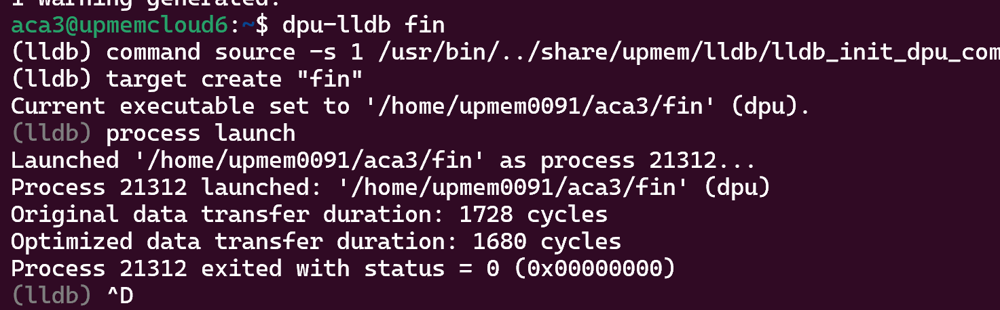 1 warning generated.
aca3@upmemcloud6:~$ dpu-lldb fin
(lldb) command source -s 1 /usr/bin/../share/upmem/lldb/lldb_init_dpu_com
(lldb) target create "fin"
Current executable set to '/home/upmem0091/aca3/fin' (dpu).
(lldb) process launch
Launched '/home/upmem0091/aca3/fin' as process 21312...
Process 21312 launched: '/home/upmem0091/aca3/fin' (dpu)
Original data transfer duration: 1728 cycles
Optimized data transfer duration: 1680 cycles
Process 21312 exited with status = 0 (0x00000000)
(lldb) ^D